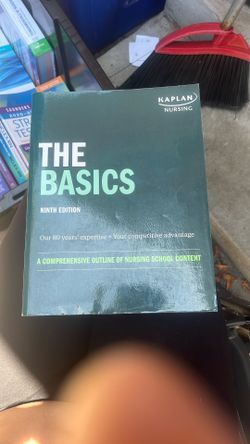 KAPLAN
NURSING
THE
BASICS
NINTH EDITION
Our 80 years' expertise • Your competitive advantage
A COMPREHENSIVE OUTLINE OF NURSING SCHOOL CONTENT
SAUNDERS